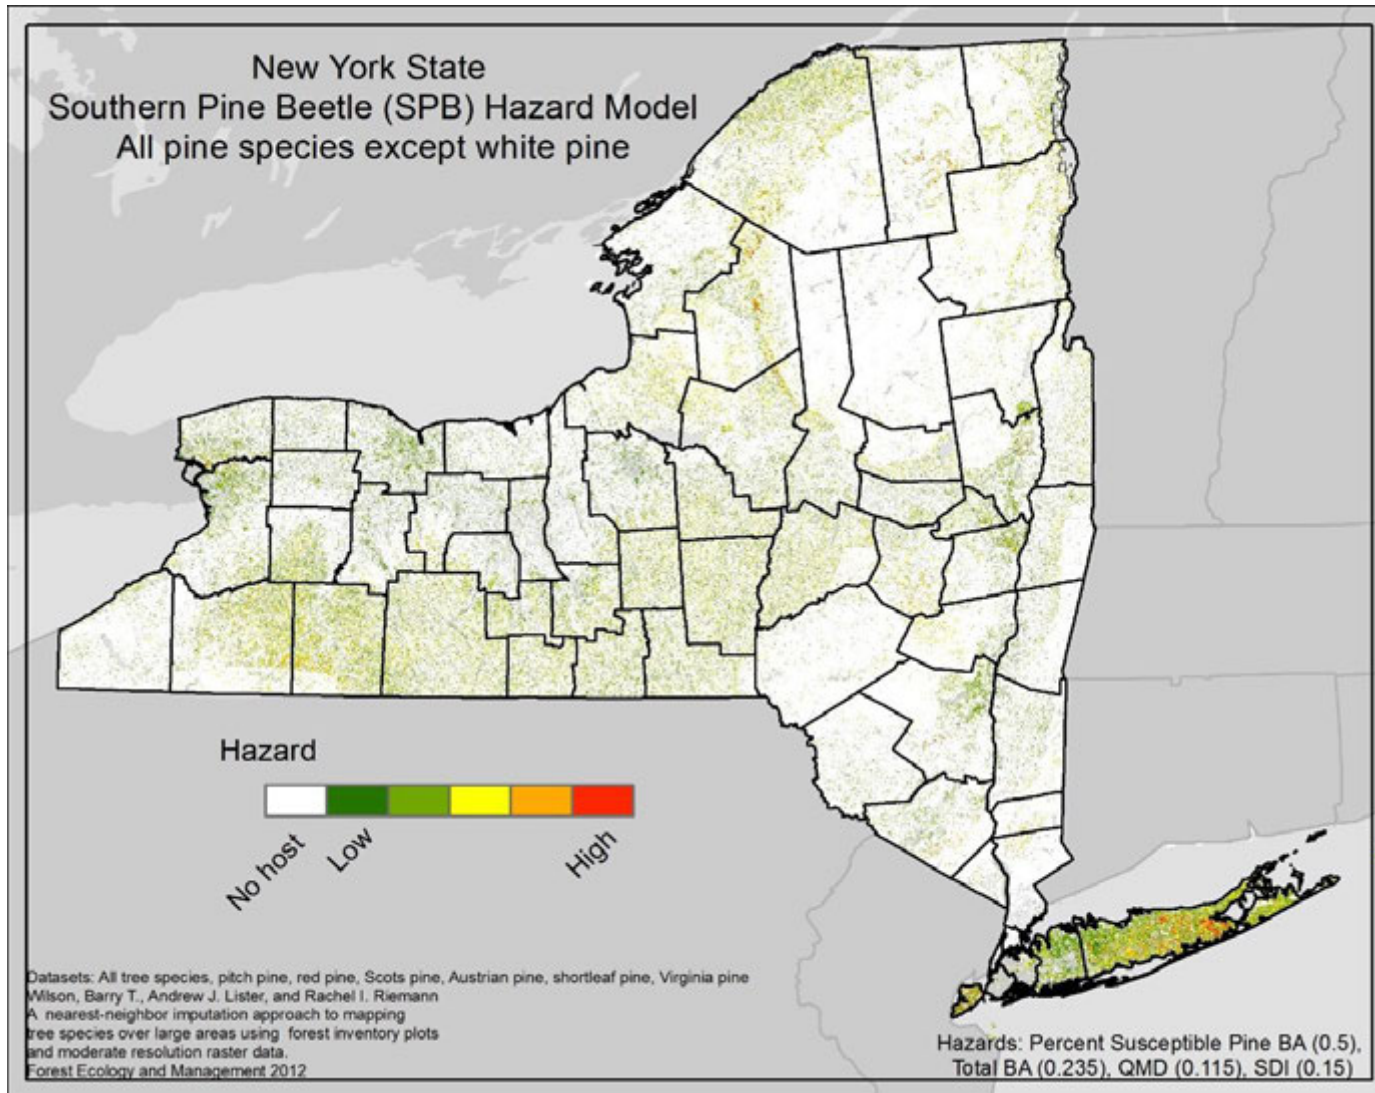 New York State
Southern Pine Beetle (SPB) Hazard Model
All pine species except white pine
Hazard
No host
Low
High
Datasets: All tree species, pitch pine, red pine, Scots pine, Austrian pine, shortleaf pine, Virginia pine
Wilson, Barry T., Andrew J. Lister, and Rachel I. Riemann
A nearest-neighbor imputation approach to mapping
tree species over large areas using forest inventory plots
and moderate resolution raster data.
Forest Ecology and Management 2012
Hazards: Percent Susceptible Pine BA (0.5),
Total BA (0.235), QMD (0.115), SDI (0.15)